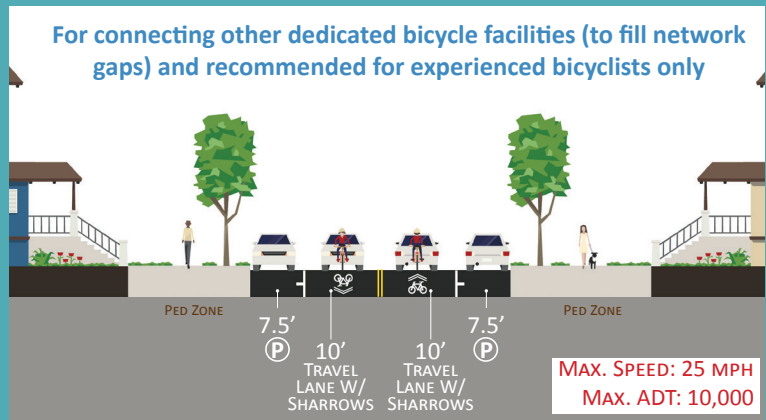 For connecting other dedicated bicycle facilities (to fill network
gaps) and recommended for experienced bicyclists only
PED ZONE
7.5’
P
10’
TRAVEL
LANE W/
SHARROWS
10’
TRAVEL
LANE W/
SHARROWS
7.5’
P
PED ZONE
MAX. SPEED: 25 MPH
MAX. ADT: 10,000